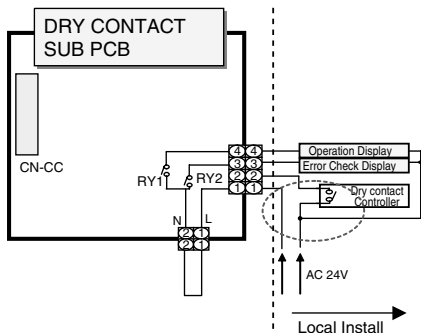 DRY CONTACT
SUB PCB
CN-CC
RY1
RY2
N
L
4 4
3 3
2 2
1 1
2 1
2 1
Operation Display
Error Check Display
Dry contact
Controller
AC 24V
Local Install